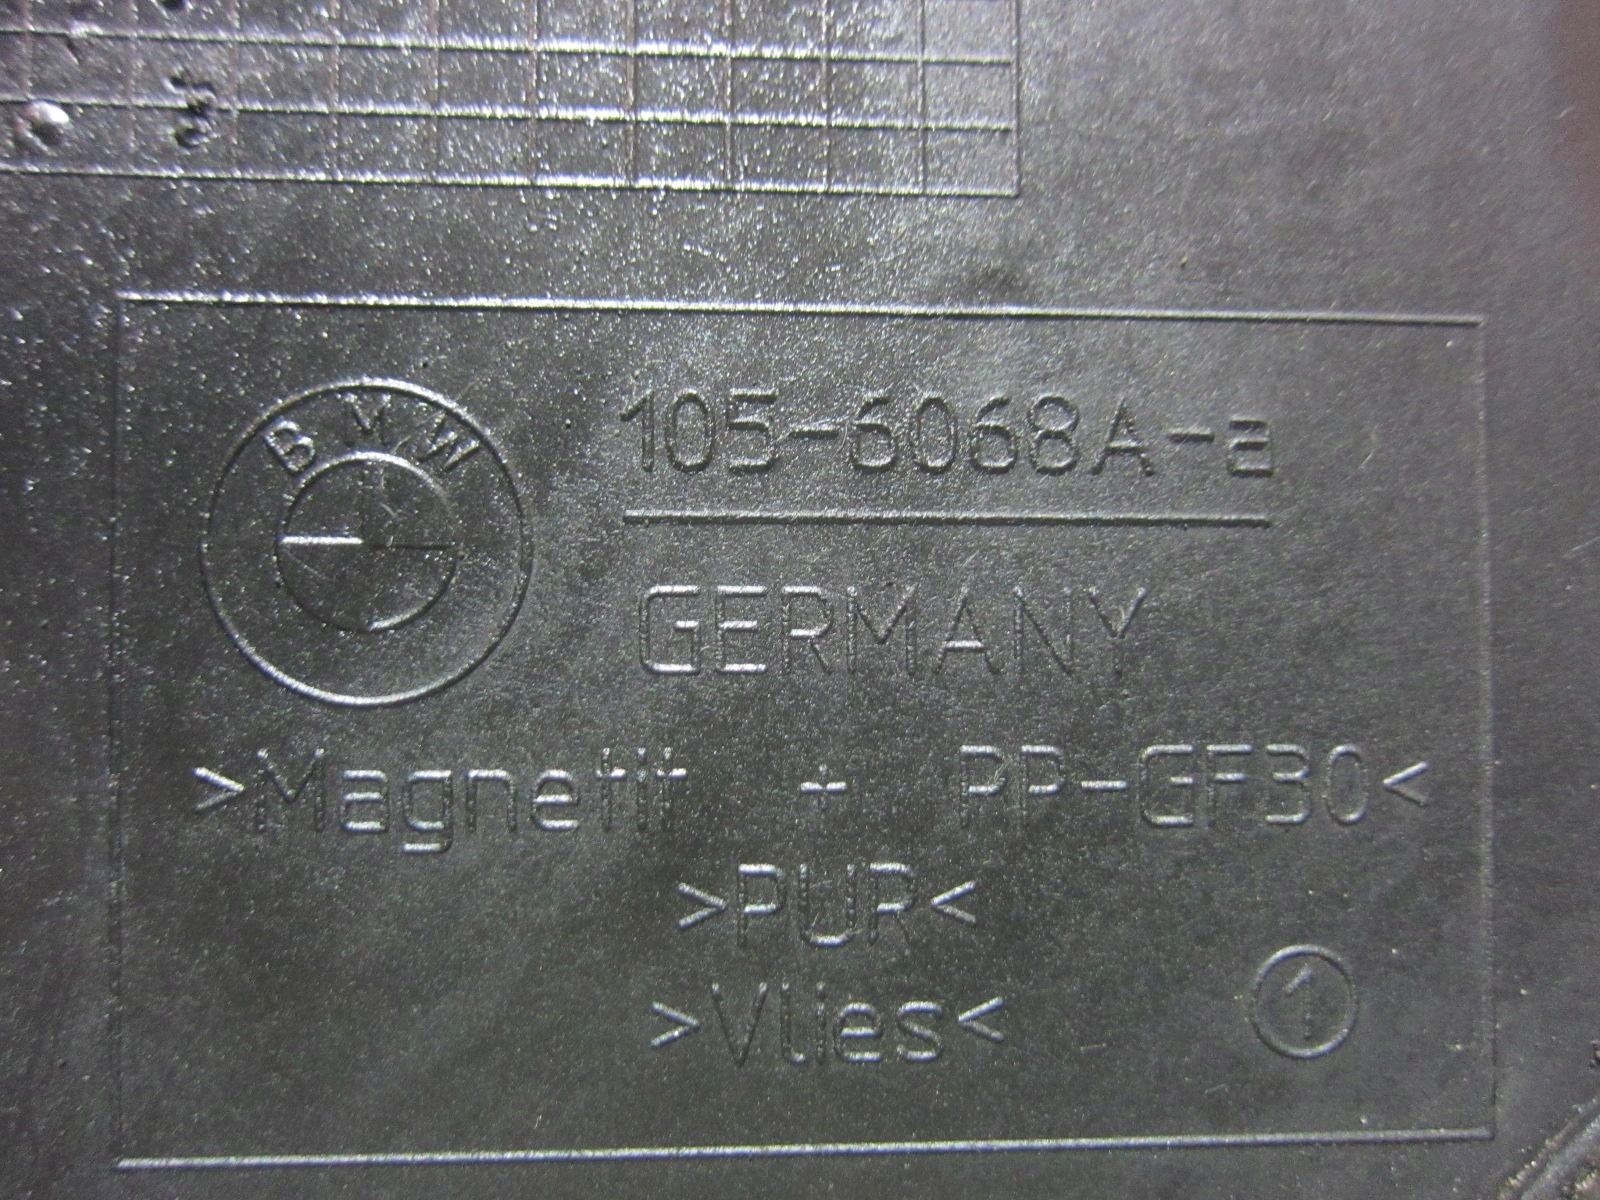 BMW
105-6068A-a
GERMANY
>Magnetit + PP-GF30<
>PUR<
>Vlies<
1